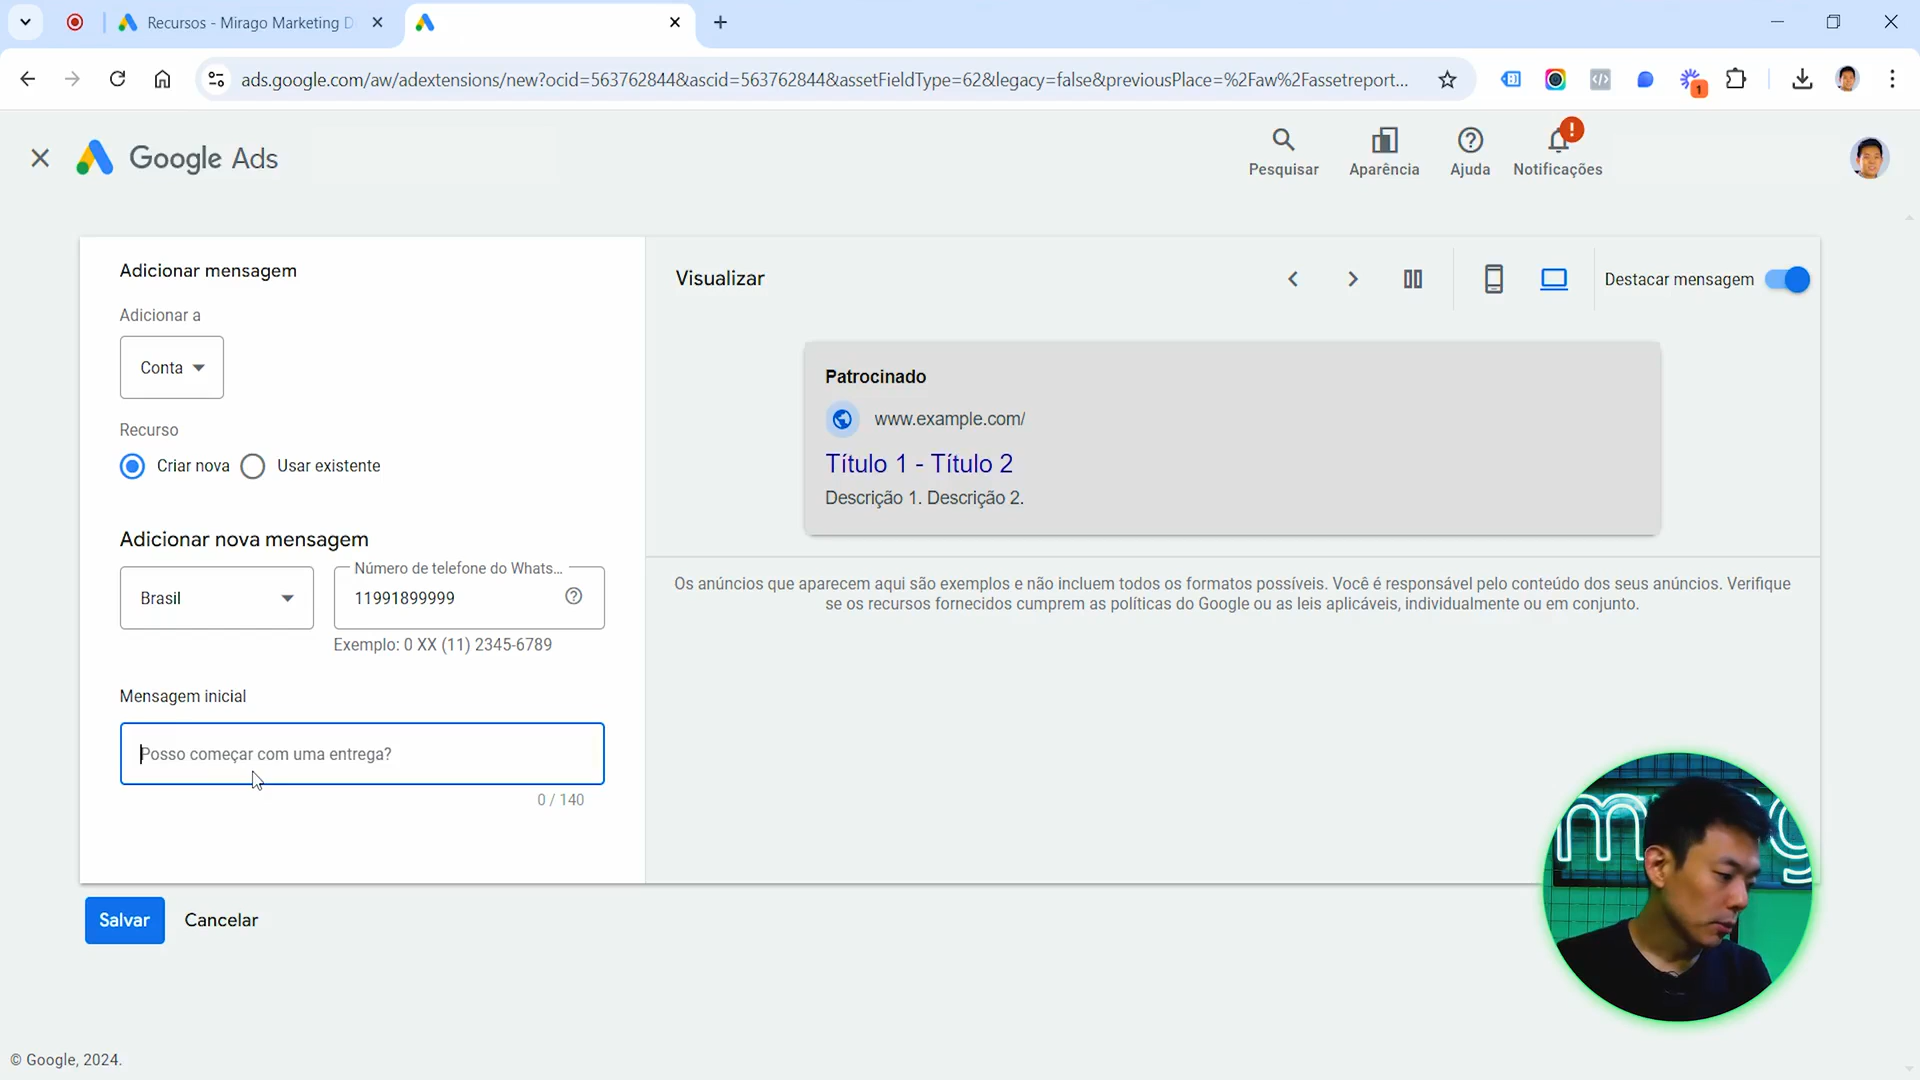 Recursos - Mirago Marketing D
ads.google.com/aw/adextensions/new?ocid=563762844&ascid=563762844&assetFieldType=62&legacy=false&previousPlace=%2Faw%2Fassetreport...
1
Google Ads
Pesquisar
Aparência
Ajuda
Notificações
Adicionar mensagem
Adicionar a
Conta
Recurso
Criar nova
Usar existente
Adicionar nova mensagem
Brasil
Número de telefone do Whats...
11991899999
Exemplo: 0 XX (11) 2345-6789
Mensagem inicial
Posso começar com uma entrega?
0 / 140
Salvar
Cancelar
Visualizar
Destacar mensagem
Patrocinado
www.example.com/
Título 1 - Título 2
Descrição 1. Descrição 2.
Os anúncios que aparecem aqui são exemplos e não incluem todos os formatos possíveis. Você é responsável pelo conteúdo dos seus anúncios. Verifique
se os recursos fornecidos cumprem as políticas do Google ou as leis aplicáveis, individualmente ou em conjunto.
© Google, 2024.